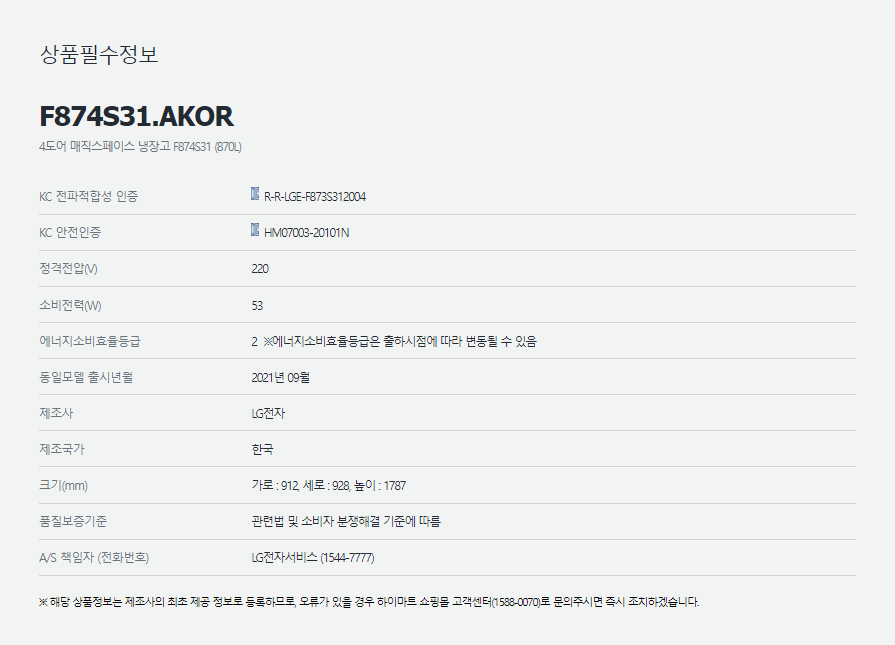 상품필수정보
F874S31.AKOR
4도어 매직스페이스 냉장고 F874S31 (870L)
KC 전파적합성 인증 R-R-LGE-F873S312004
KC 안전인증 HM07003-20101N
정격전압(V) 220
소비전력(W) 53
에너지소비효율등급 2 ※에너지소비효율등급은 출하시점에 따라 변동될 수 있음
동일모델 출시년월 2021년 09월
제조사 LG전자
제조국가 한국
크기(mm) 가로 : 912, 세로 : 928, 높이 : 1787
품질보증기준 관련법 및 소비자 분쟁해결 기준에 따름
A/S 책임자 (전화번호) LG전자서비스 (1544-7777)
※ 해당 상품정보는 제조사의 최초 제공 정보로 등록하므로, 오류가 있을 경우 하이마트 쇼핑몰 고객센터(1588-0070)로 문의주시면 즉시 조치하겠습니다.